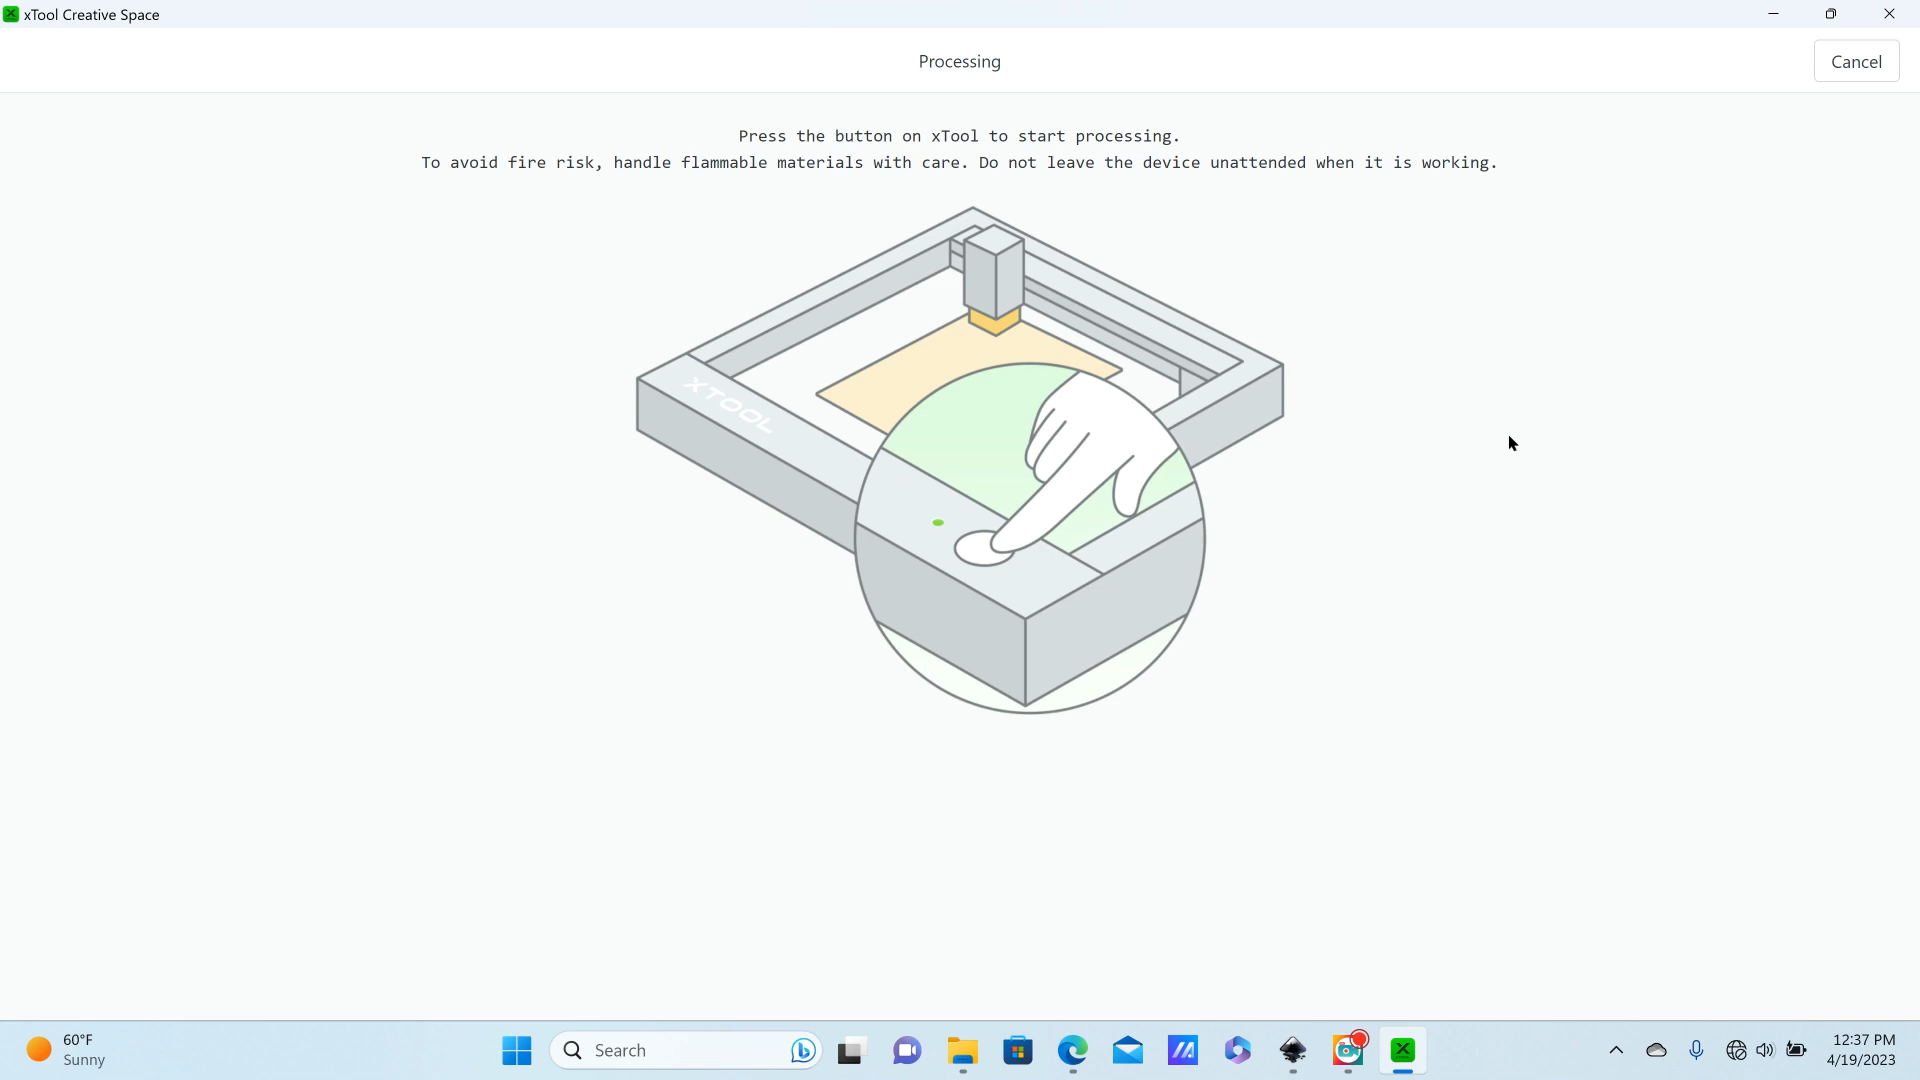 xTool Creative Space
Processing
Cancel
Press the button on xTool to start processing.
To avoid fire risk, handle flammable materials with care. Do not leave the device unattended when it is working.
XTOOL
60°F
Sunny
Search
12:37 PM
4/19/2023